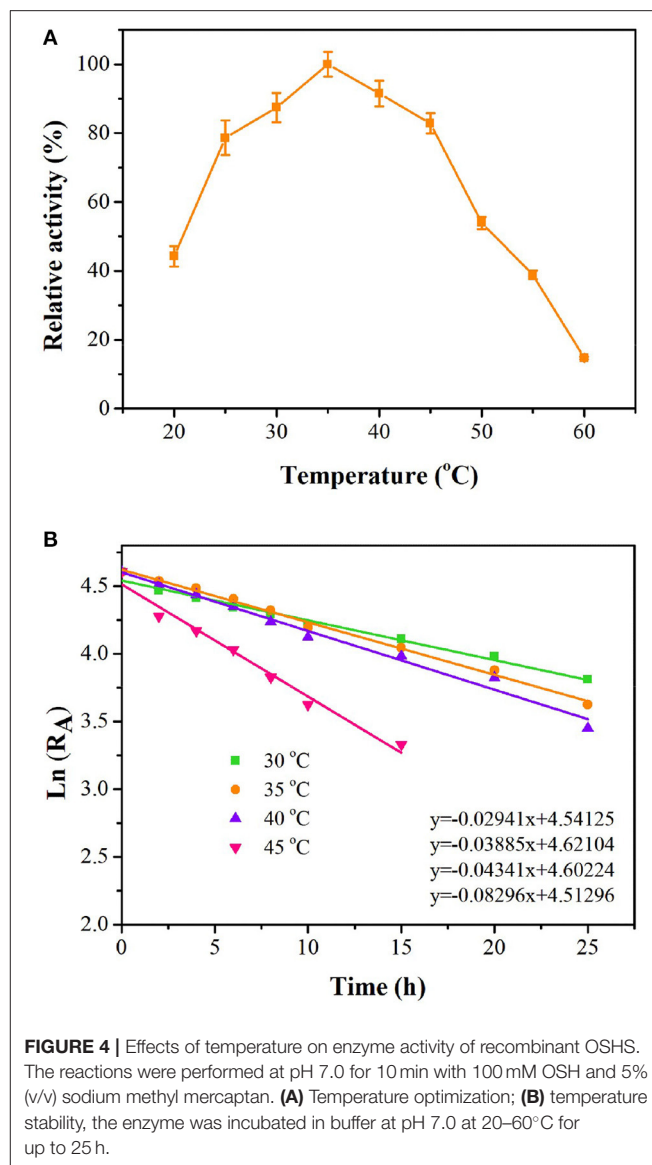 A
Relative activity (%)
100
80
60
40
20
0
20 30 40 50 60
Temperature (°C)
B
Ln (RA)
4.5
4.0
3.5
3.0
2.5
2.0
30 °C
35 °C
40 °C
45 °C
y=-0.02941x+4.54125
y=-0.03885x+4.62104
y=-0.04341x+4.60224
y=-0.08296x+4.51296
0 5 10 15 20 25
Time (h)
FIGURE 4 | Effects of temperature on enzyme activity of recombinant OSHS.
The reactions were performed at pH 7.0 for 10 min with 100 mM OSH and 5%
(v/v) sodium methyl mercaptan. (A) Temperature optimization; (B) temperature
stability, the enzyme was incubated in buffer at pH 7.0 at 20–60°C for
up to 25 h.